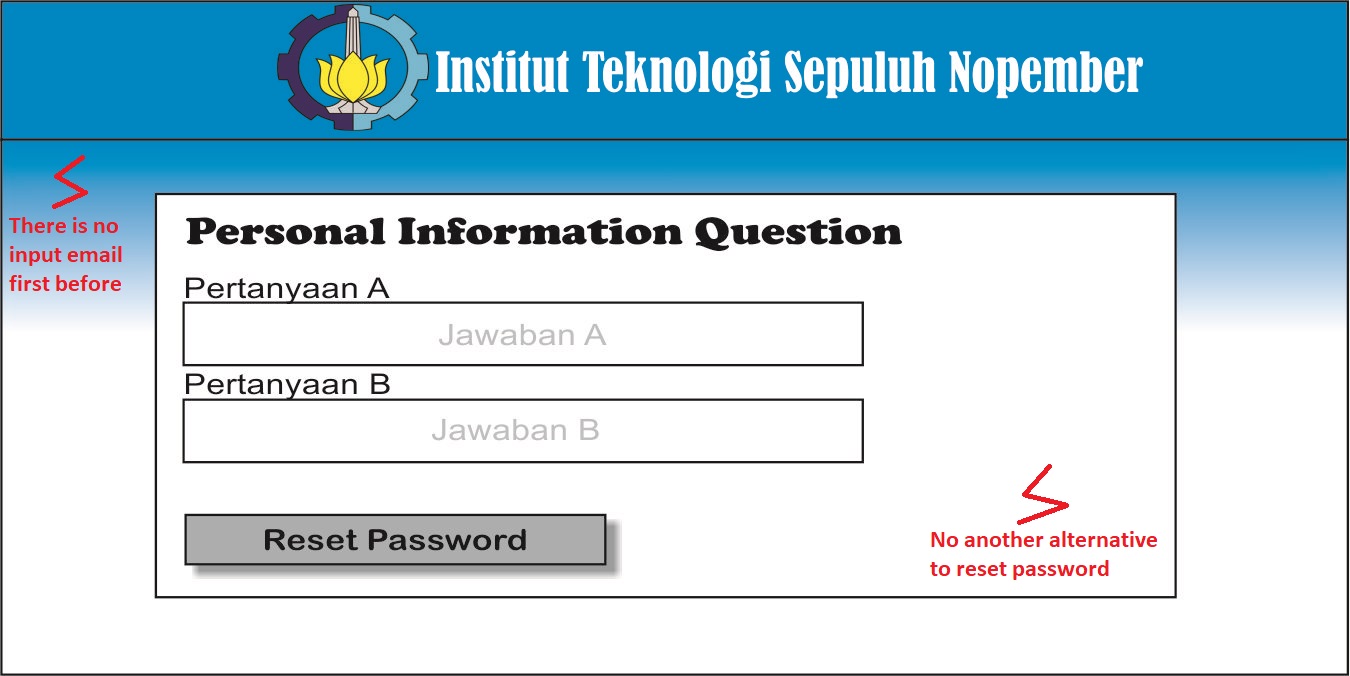 Institut Teknologi Sepuluh Nopember
There is no
input email
first before
Personal Information Question
Pertanyaan A
Jawaban A
Pertanyaan B
Jawaban B
Reset Password
No another alternative
to reset password